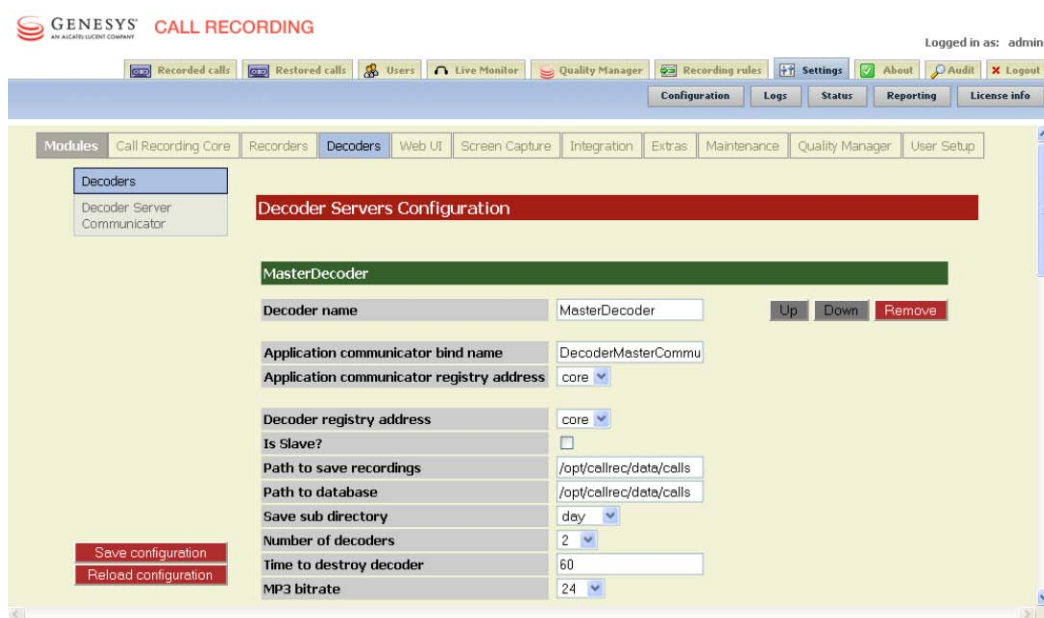 GENESYS
AN ALCATEL-LUCENT COMPANY
CALL RECORDING
Logged in as: admin
Recorded calls Restored calls Users Live Monitor Quality Manager Recording rules Settings About Audit Logout
Configuration Logs Status Reporting License info
Modules Call Recording Core Recorders Decoders Web UI Screen Capture Integration Extras Maintenance Quality Manager User Setup
Decoders
Decoder Server
Communicator
Decoder Servers Configuration
MasterDecoder
Decoder name MasterDecoder Up Down Remove
Application communicator bind name DecoderMasterCommu
Application communicator registry address core
Decoder registry address core
Is Slave?
Path to save recordings /opt/callrec/data/calls
Path to database /opt/callrec/data/calls
Save sub directory day
Number of decoders 2
Time to destroy decoder 60
MP3 bitrate 24
Save configuration
Reload configuration